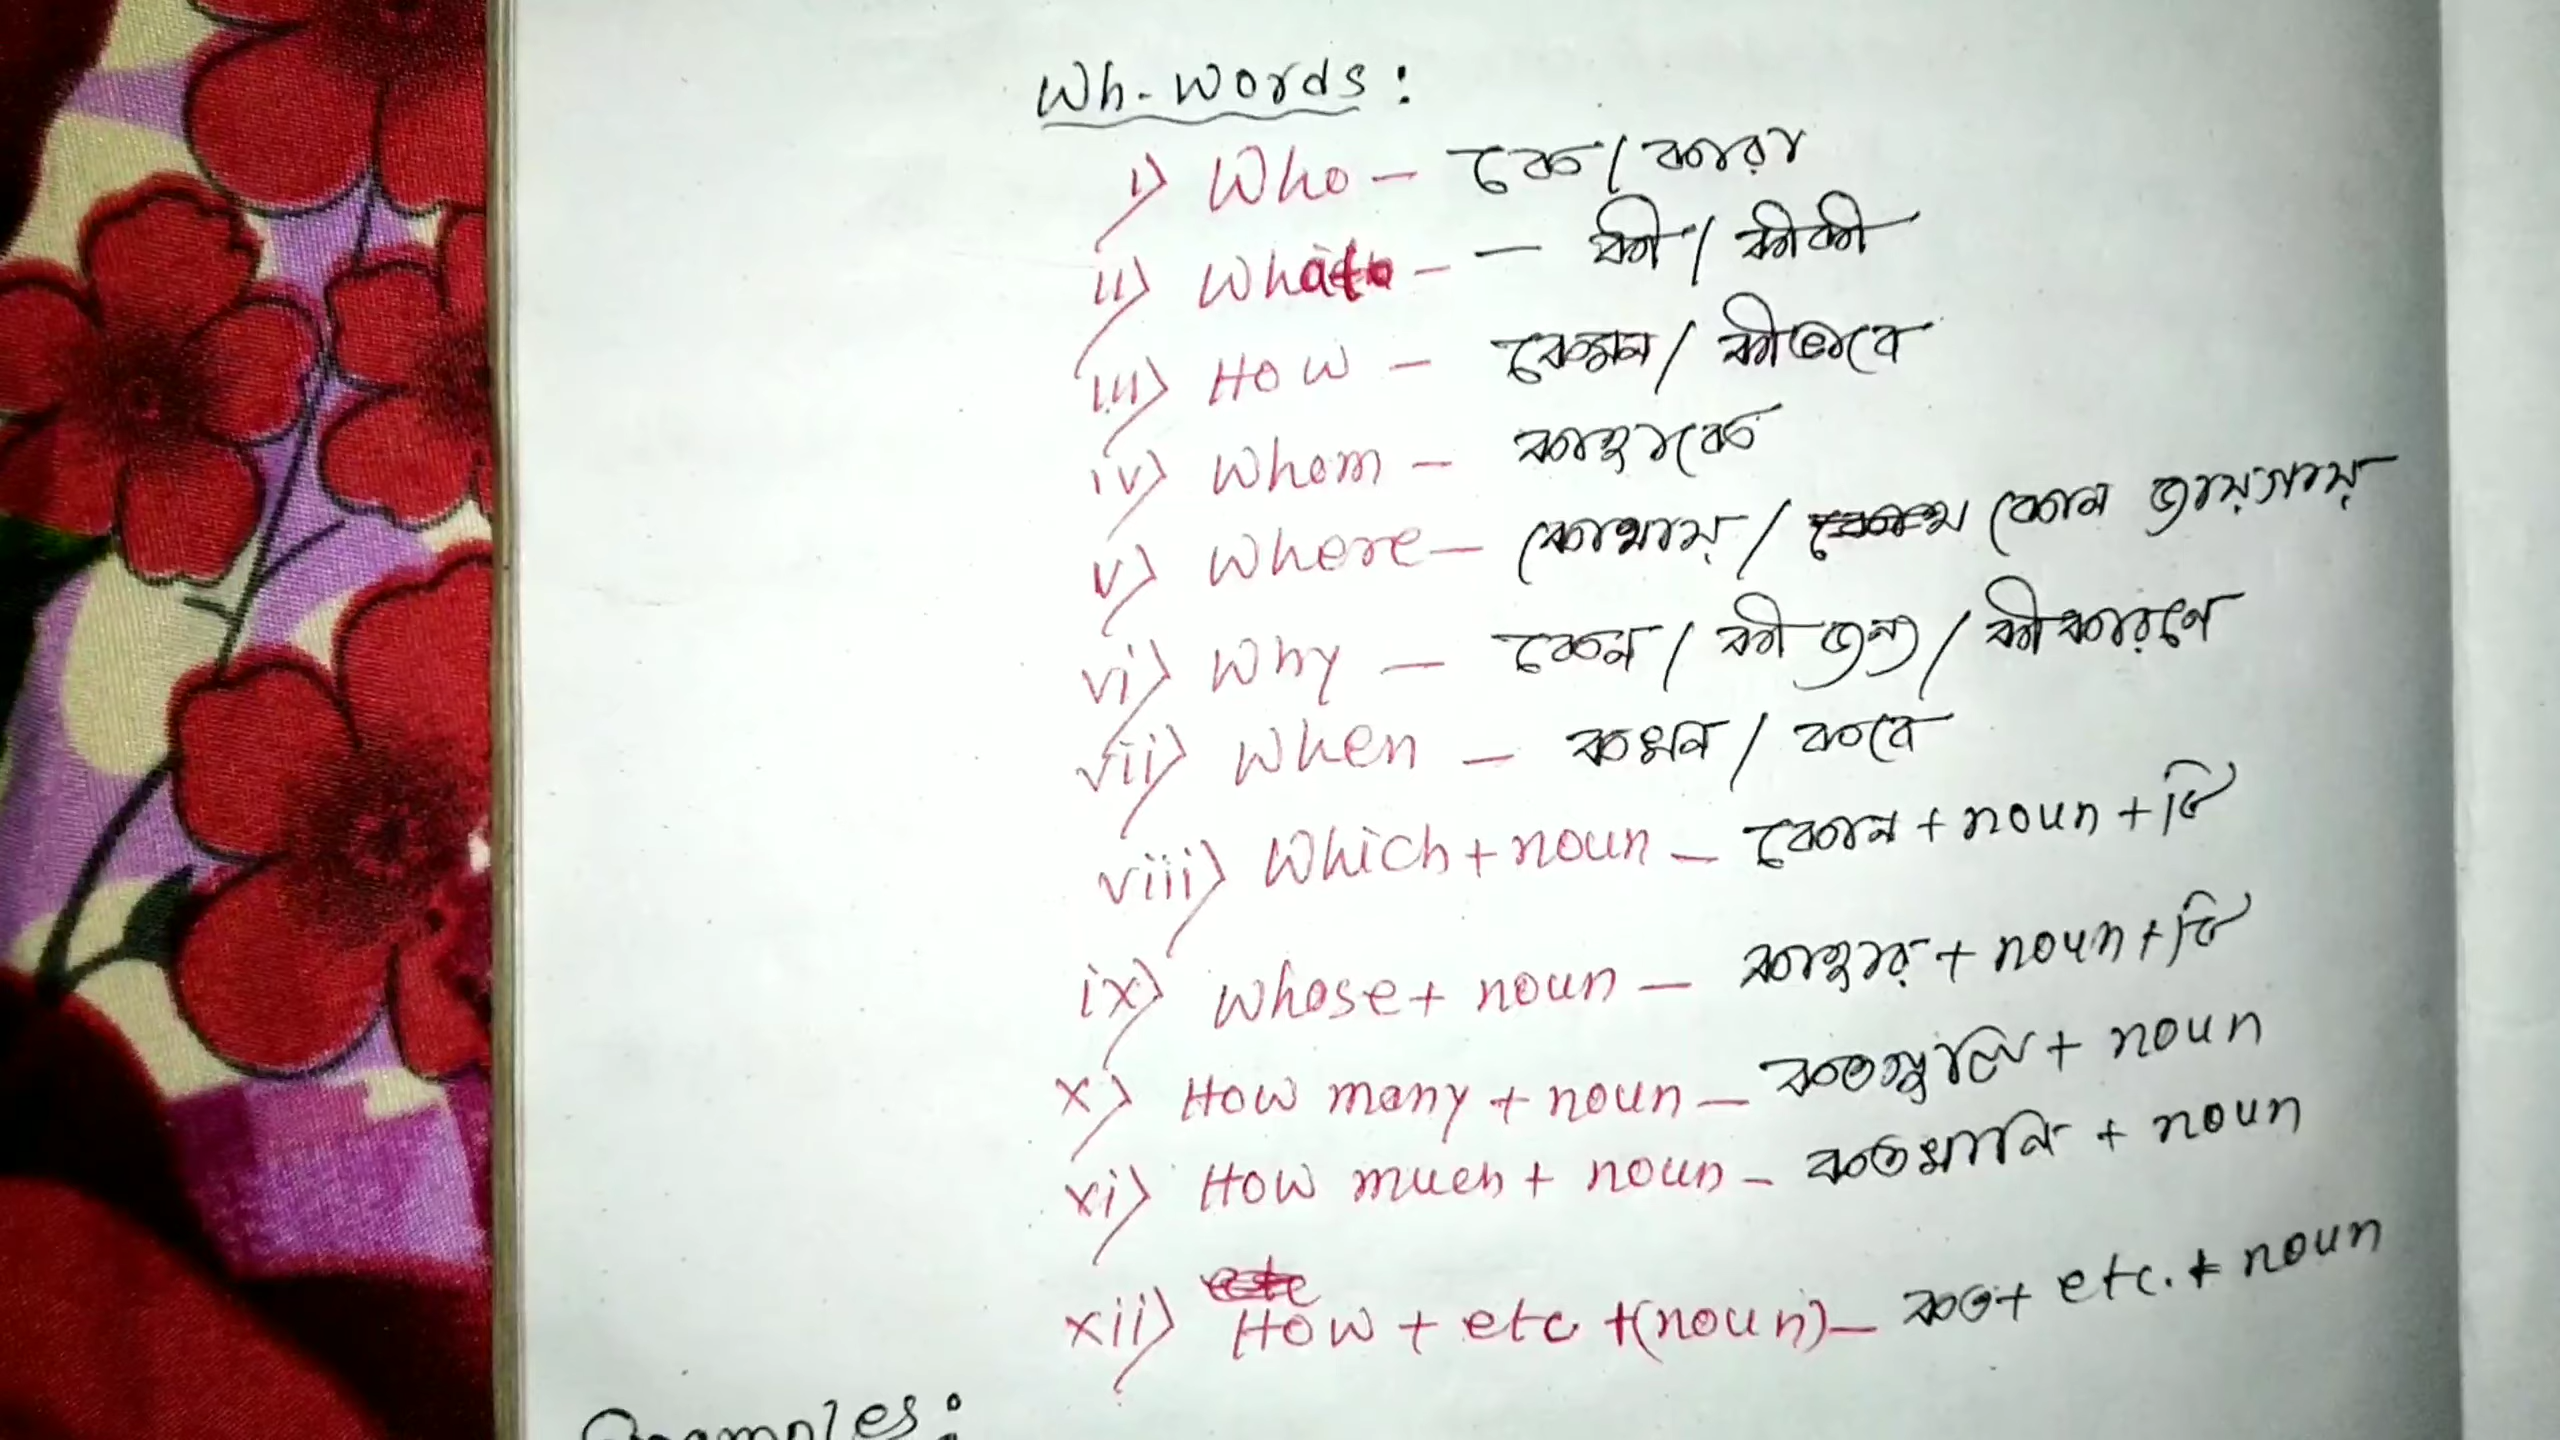 Wh-words:
i) Who - কে / কারা
ii) What - - কী / কীকী
iii) How - কেমন / কীভাবে
iv) Whom - কাহাকে
v) Where - কোথায় / কোন জায়গায়
vi) Why - কেন / কী জন্য / কী কারণে
vii) When - কখন / কবে
viii) Which + noun - কোন + noun + টি
ix) Whose + noun - কাহার + noun + টি
x) How many + noun - কতগুলি + noun
xi) How much + noun - কতখানি + noun
xii) How + etc + (noun) - কত + etc. + noun
Examples: